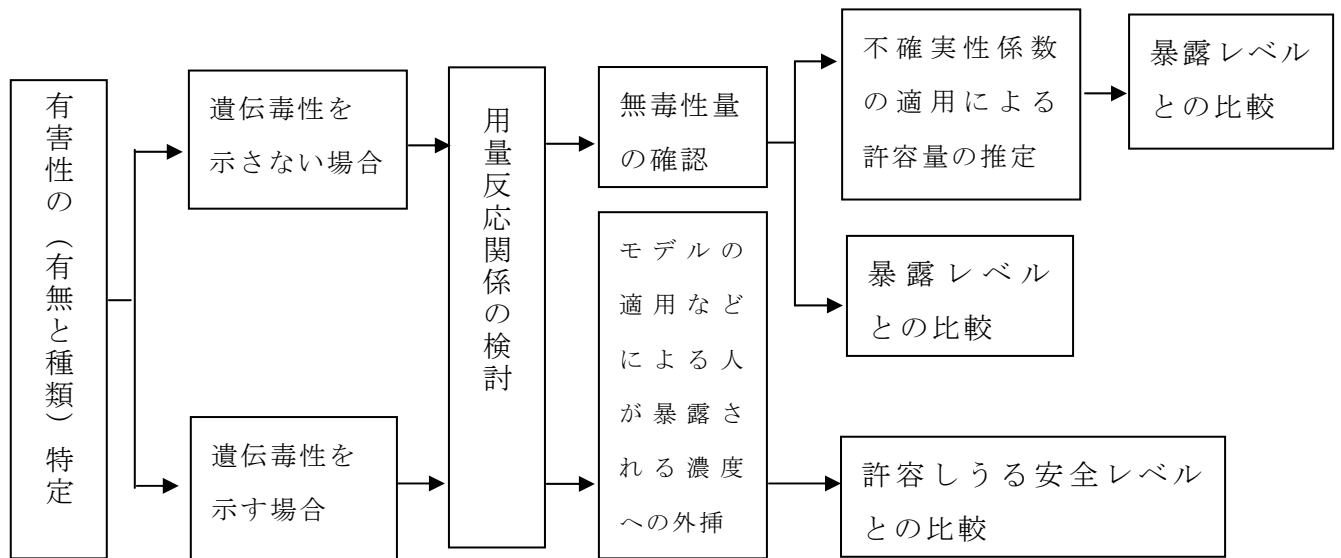 有害性の（有無と種類）特定
遺伝毒性を
示さない場合
遺伝毒性を
示す場合
用量反応関係の検討
無毒性量
の確認
モデルの
適用など
による人
が暴露さ
れる濃度
への外挿
不確実性係数
の適用による
許容量の推定
暴露レベル
との比較
暴露レベル
との比較
許容しうる安全レベル
との比較